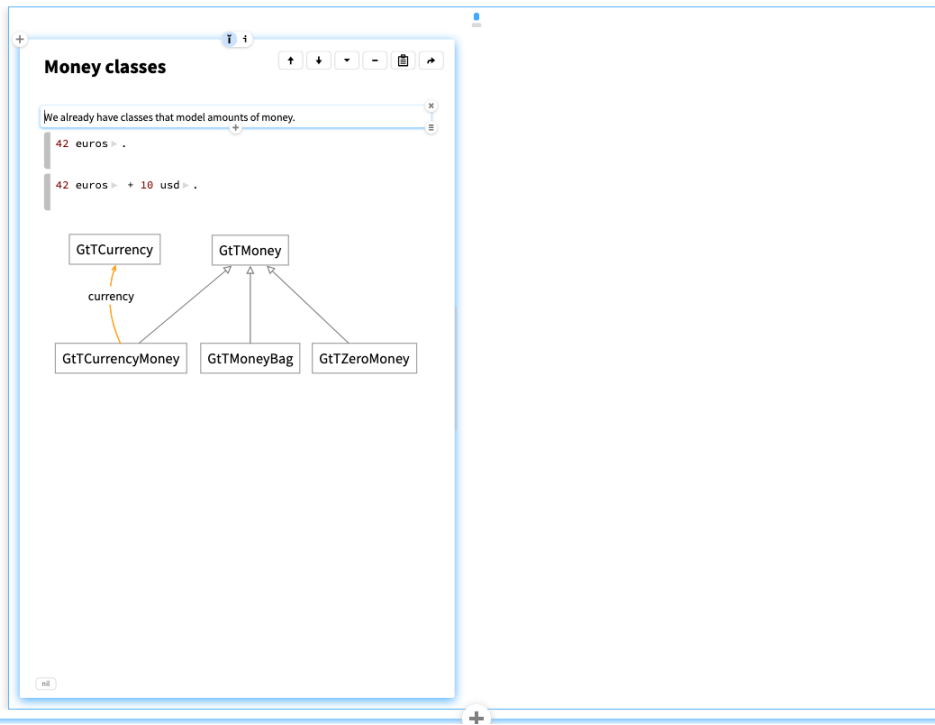 i i
Money classes
We already have classes that model amounts of money.
42 euros .
42 euros + 10 usd .
GtTCurrency GtTMoney
currency
GtTCurrencyMoney GtTMoneyBag GtTZeroMoney
nil